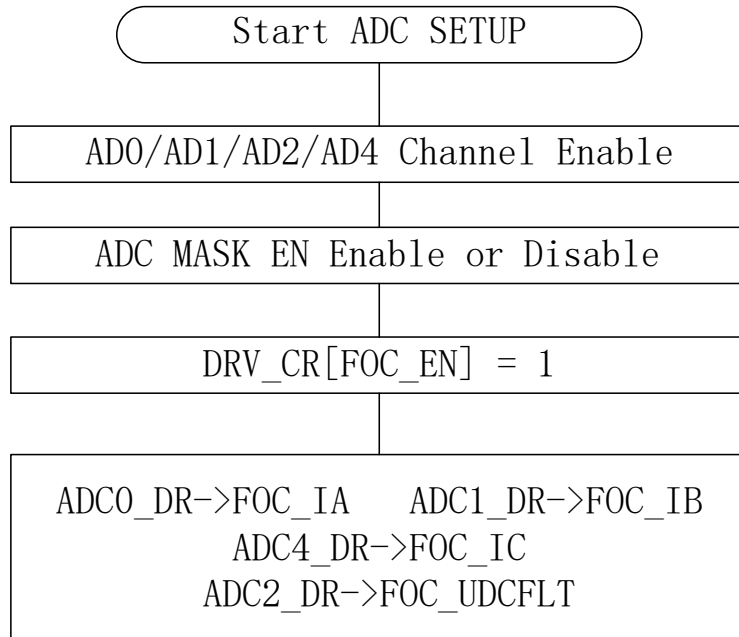 Start ADC SETUP
AD0/AD1/AD2/AD4 Channel Enable
ADC MASK EN Enable or Disable
DRV_CR[FOC_EN] = 1
ADC0_DR->FOC_IA ADC1_DR->FOC_IB
ADC4_DR->FOC_IC
ADC2_DR->FOC_UDCFLT